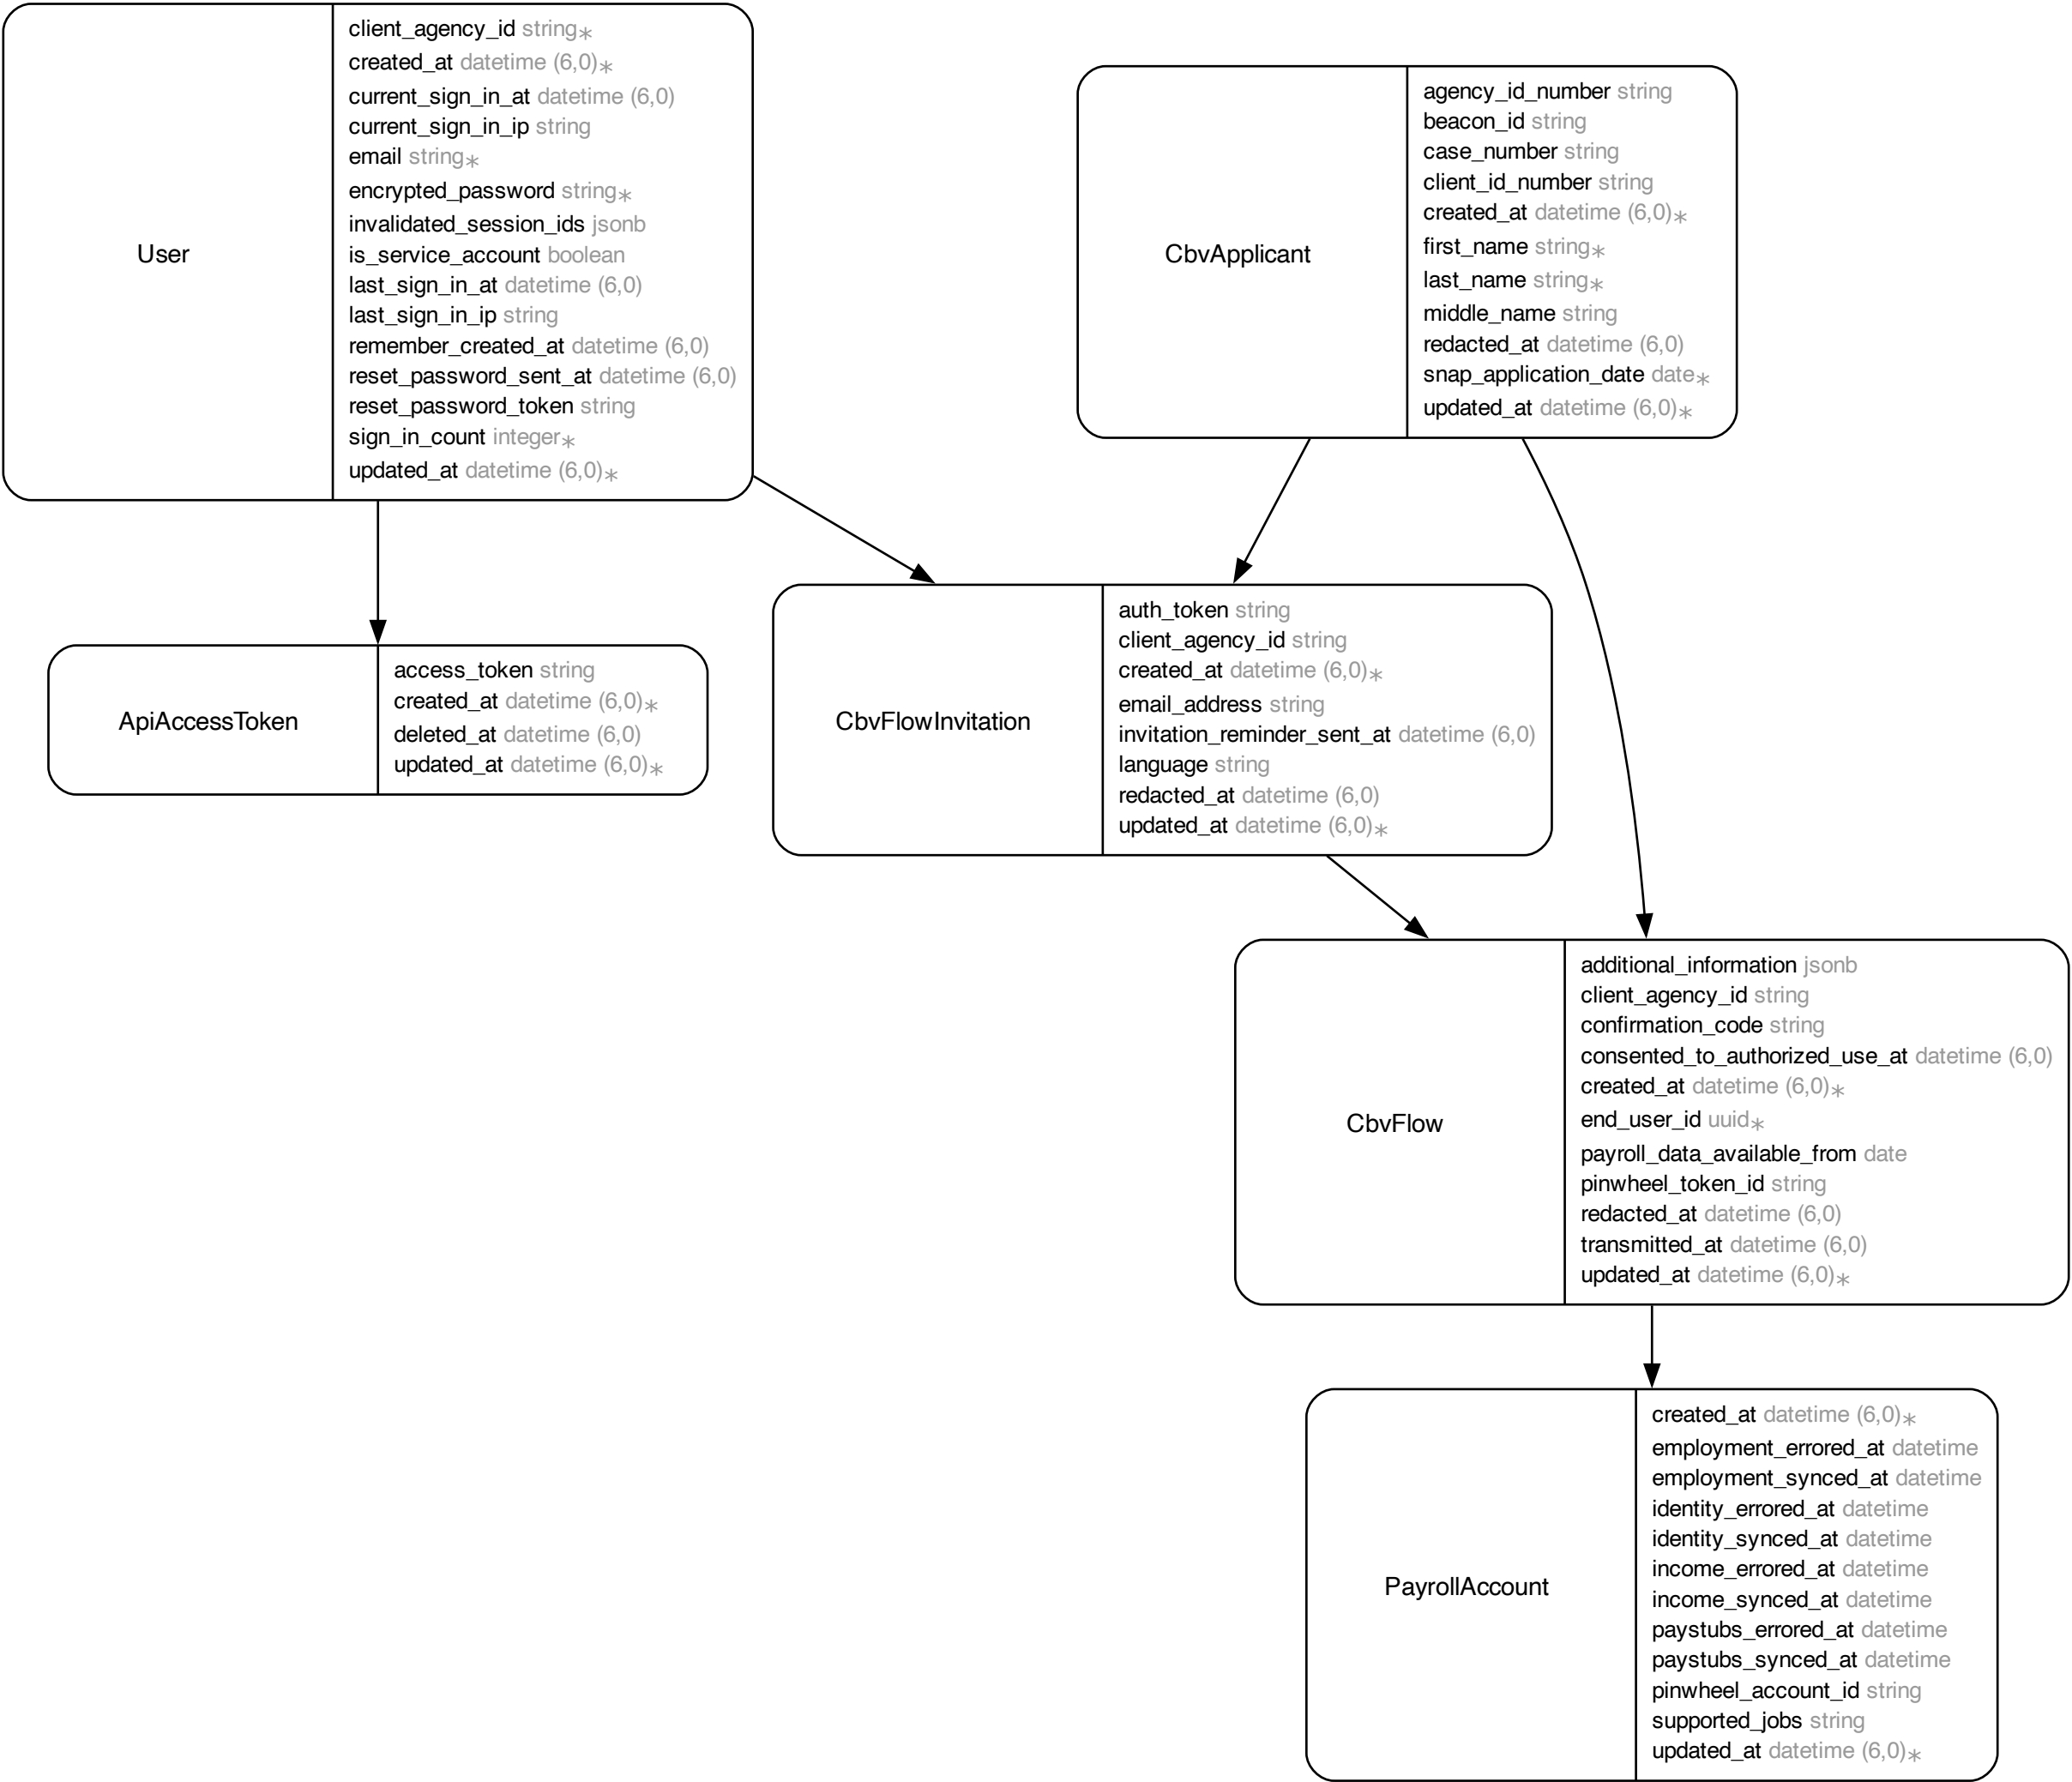 User
client_agency_id string∗
created_at datetime (6,0)∗
current_sign_in_at datetime (6,0)
current_sign_in_ip string
email string∗
encrypted_password string∗
invalidated_session_ids jsonb
is_service_account boolean
last_sign_in_at datetime (6,0)
last_sign_in_ip string
remember_created_at datetime (6,0)
reset_password_sent_at datetime (6,0)
reset_password_token string
sign_in_count integer∗
updated_at datetime (6,0)∗
CbvApplicant
agency_id_number string
beacon_id string
case_number string
client_id_number string
created_at datetime (6,0)∗
first_name string∗
last_name string∗
middle_name string
redacted_at datetime (6,0)
snap_application_date date∗
updated_at datetime (6,0)∗
ApiAccessToken
access_token string
created_at datetime (6,0)∗
deleted_at datetime (6,0)
updated_at datetime (6,0)∗
CbvFlowInvitation
auth_token string
client_agency_id string
created_at datetime (6,0)∗
email_address string
invitation_reminder_sent_at datetime (6,0)
language string
redacted_at datetime (6,0)
updated_at datetime (6,0)∗
CbvFlow
additional_information jsonb
client_agency_id string
confirmation_code string
consented_to_authorized_use_at datetime (6,0)
created_at datetime (6,0)∗
end_user_id uuid∗
payroll_data_available_from date
pinwheel_token_id string
redacted_at datetime (6,0)
transmitted_at datetime (6,0)
updated_at datetime (6,0)∗
PayrollAccount
created_at datetime (6,0)∗
employment_errored_at datetime
employment_synced_at datetime
identity_errored_at datetime
identity_synced_at datetime
income_errored_at datetime
income_synced_at datetime
paystubs_errored_at datetime
paystubs_synced_at datetime
pinwheel_account_id string
supported_jobs string
updated_at datetime (6,0)∗